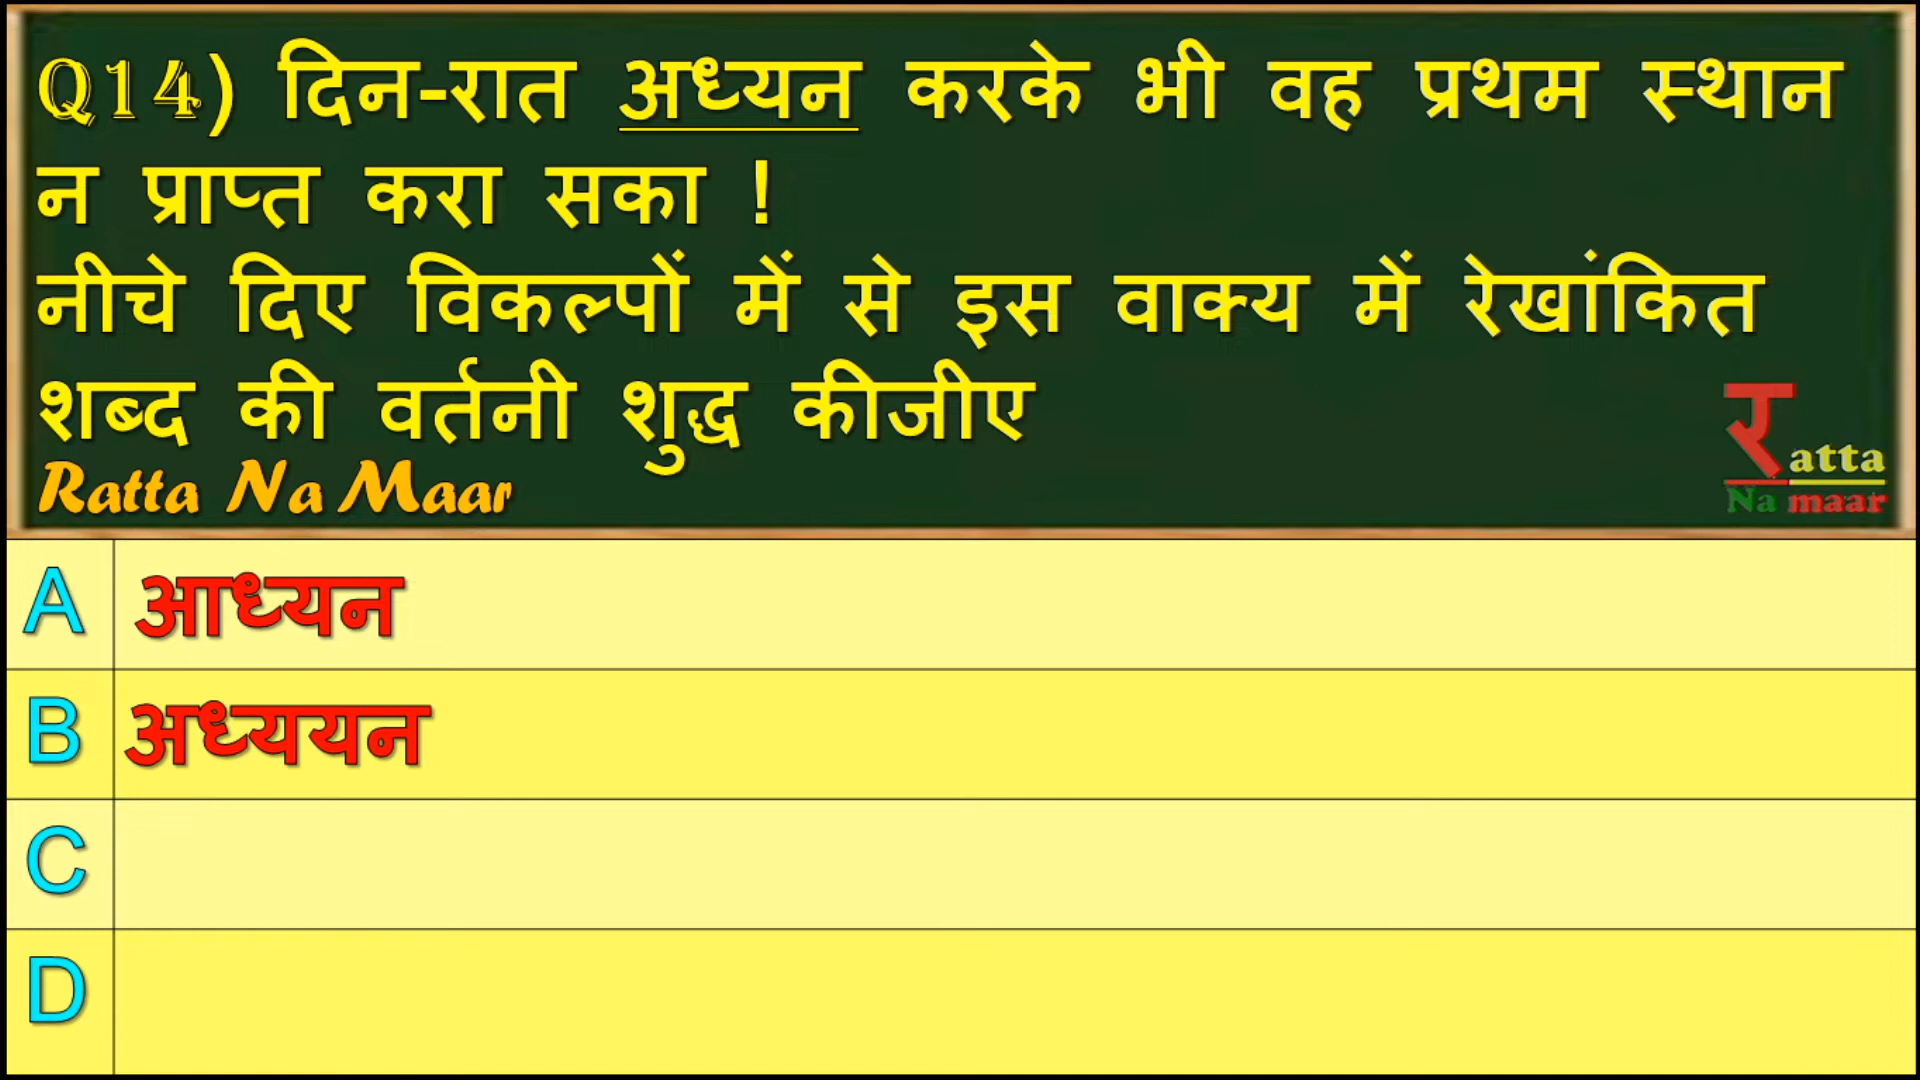 Q14) दिन-रात अध्यन करके भी वह प्रथम स्थान
न प्राप्त करा सका !
नीचे दिए विकल्पों में से इस वाक्य में रेखांकित
शब्द की वर्तनी शुद्ध कीजीए
Ratta Na Maar
रatta
Na maar
A आध्यन
B अध्ययन
C
D